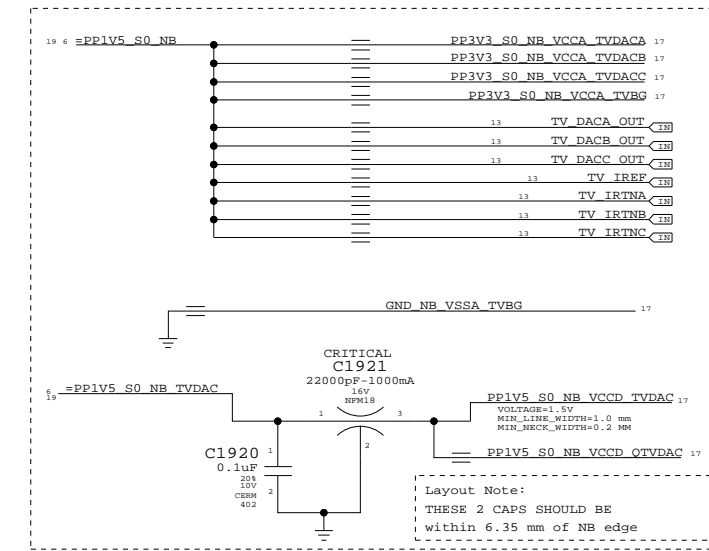 19 6 =PP1V5_S0_NB
PP3V3_S0_NB_VCCA_TVDACA 17
PP3V3_S0_NB_VCCA_TVDACB 17
PP3V3_S0_NB_VCCA_TVDACC 17
PP3V3_S0_NB_VCCA_TVBG 17
13 TV_DACA_OUT IN
13 TV_DACB_OUT IN
13 TV_DACC_OUT IN
13 TV_IREF IN
13 TV_IRTNA IN
13 TV_IRTNB IN
13 TV_IRTNC IN
GND_NB_VSSA_TVBG 17
CRITICAL
C1921
22000pF-1000mA
16V
NFM18
6
19
=PP1V5_S0_NB_TVDAC
1 3
2
PP1V5_S0_NB_VCCD_TVDAC 17
VOLTAGE=1.5V
MIN_LINE_WIDTH=1.0 mm
MIN_NECK_WIDTH=0.2 MM
PP1V5_S0_NB_VCCD_QTVDAC 17
C1920
1
0.1uF
20%
10V
2
CERM
402
Layout Note:
THESE 2 CAPS SHOULD BE
within 6.35 mm of NB edge